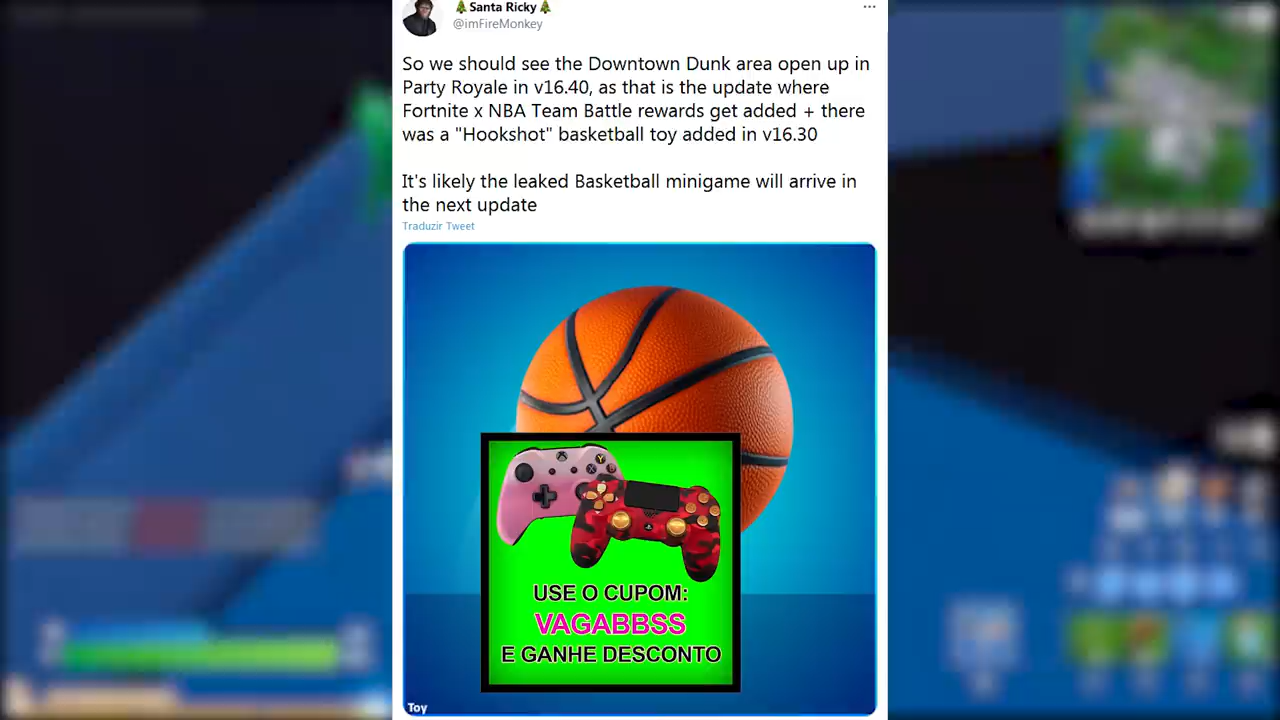 🎄Santa Ricky🎄
@imFireMonkey
So we should see the Downtown Dunk area open up in
Party Royale in v16.40, as that is the update where
Fortnite x NBA Team Battle rewards get added + there
was a "Hookshot" basketball toy added in v16.30
It's likely the leaked Basketball minigame will arrive in
the next update
Traduzir Tweet
USE O CUPOM:
VAGABBSS
E GANHE DESCONTO
Toy